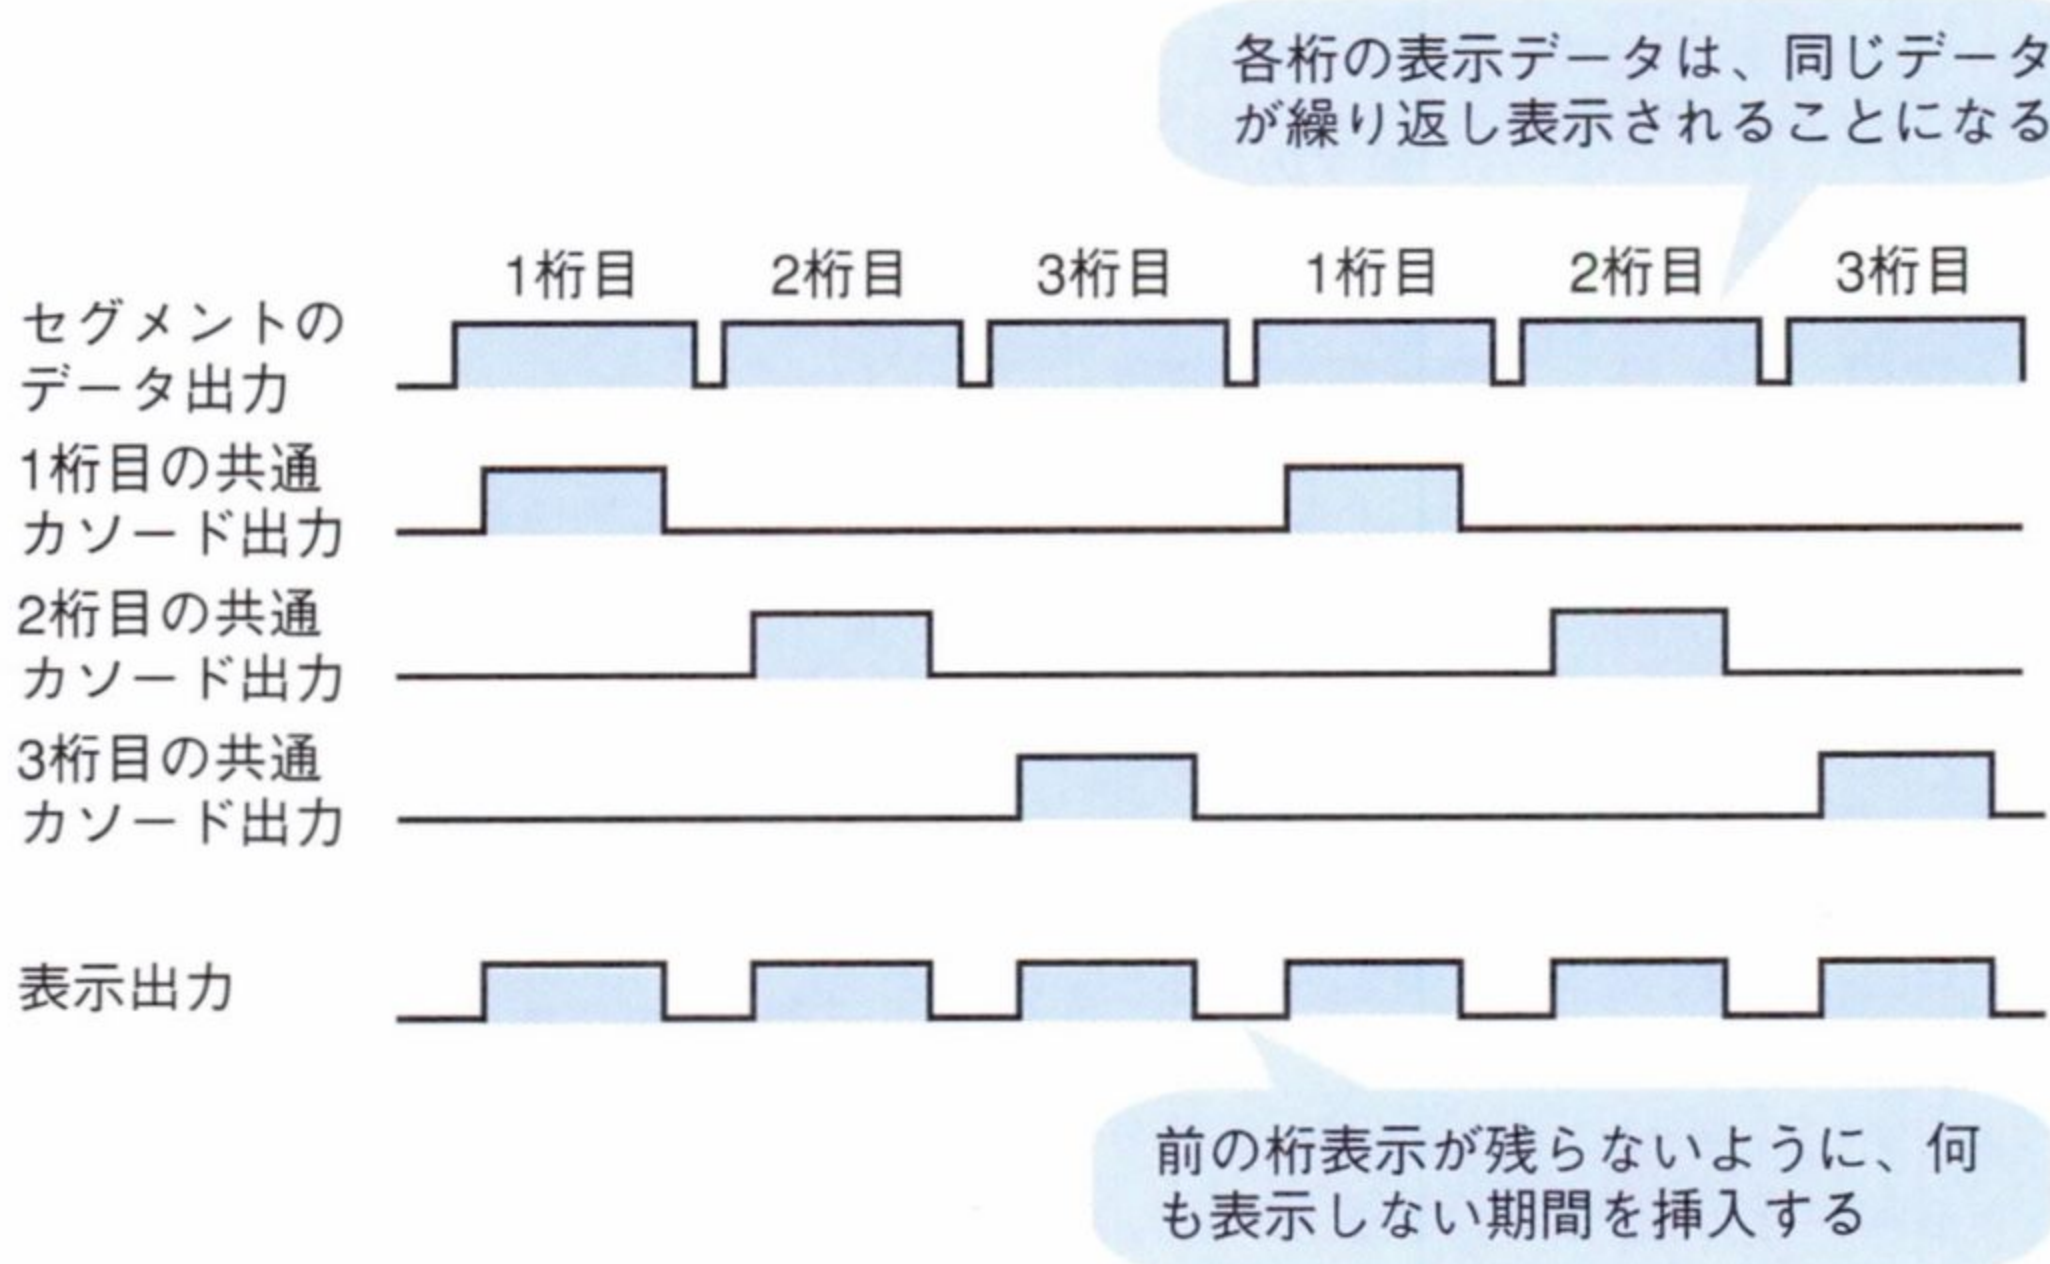 各桁の表示データは、同じデータ
が繰り返し表示されることになる
1桁目 2桁目 3桁目 1桁目 2桁目 3桁目
セグメントの
データ出力
1桁目の共通
カソード出力
2桁目の共通
カソード出力
3桁目の共通
カソード出力
表示出力
前の桁表示が残らないように、何
も表示しない期間を挿入する